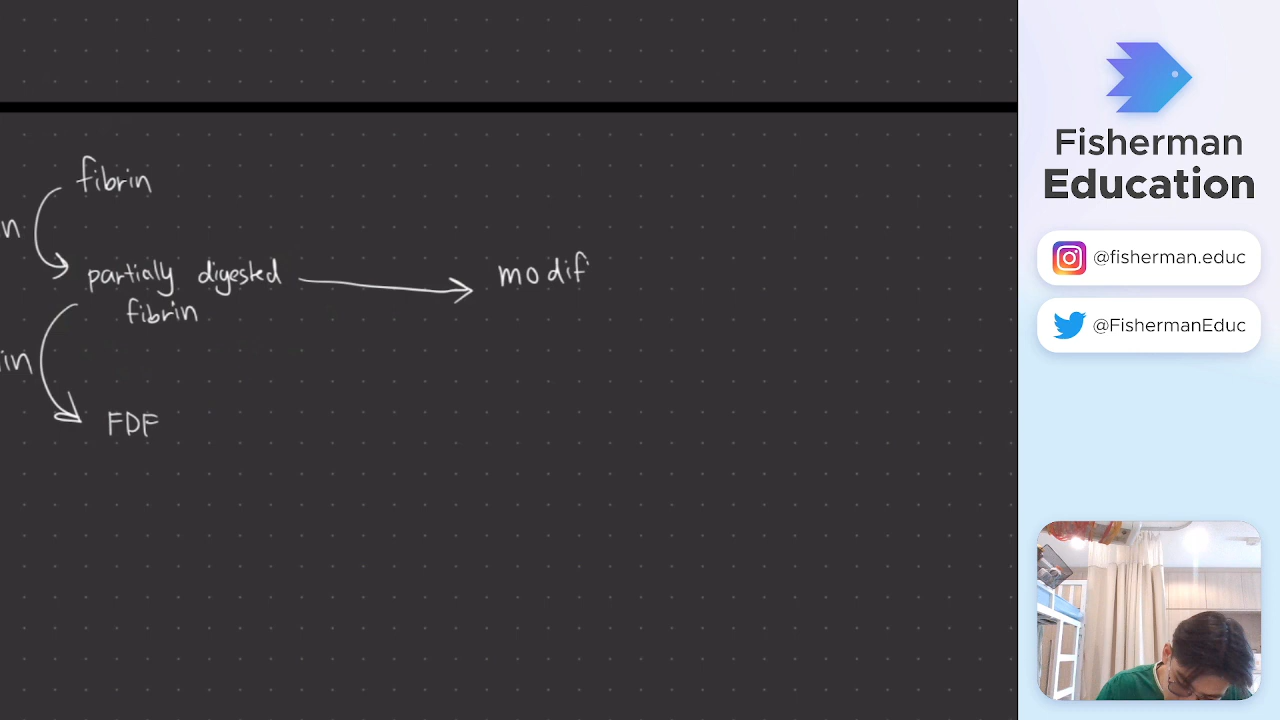 fibrin
n
partially digested
fibrin
modif
in
FDF
Fisherman
Education
@fisherman.educ
@FishermanEduc